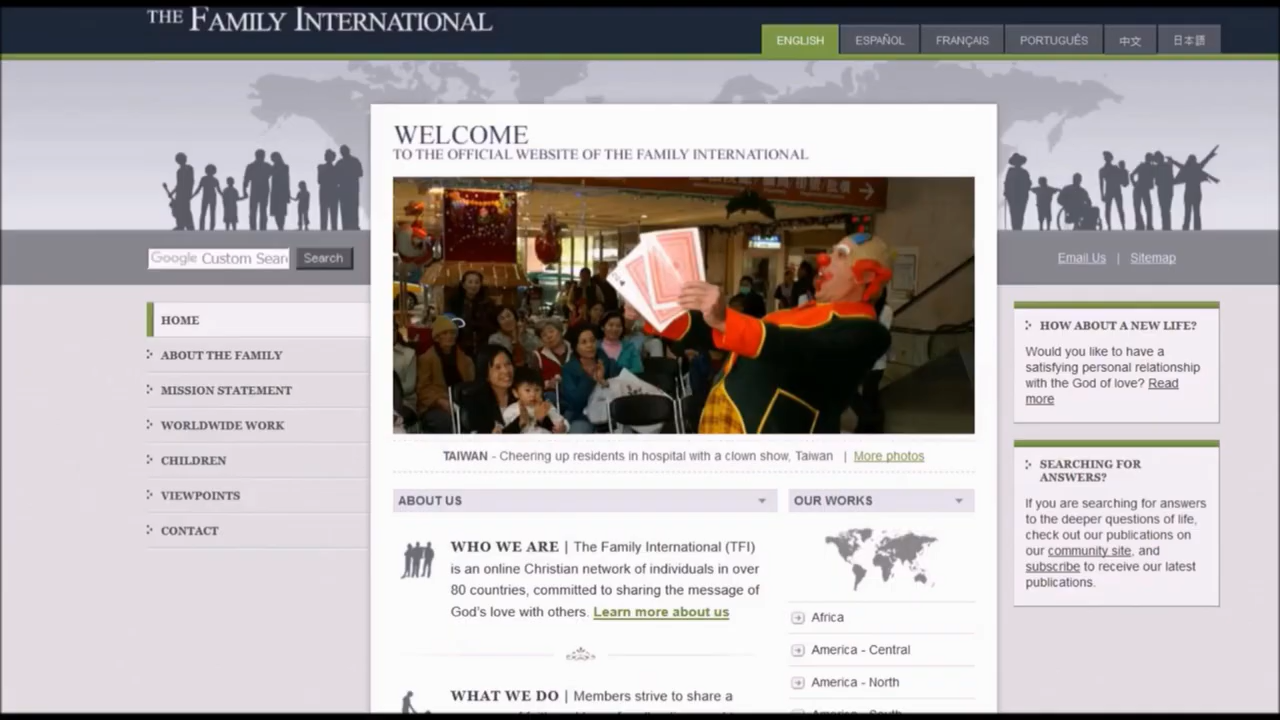 THE FAMILY INTERNATIONAL
ENGLISH
ESPAÑOL
FRANÇAIS
PORTUGUÊS
中文
日本語
WELCOME
TO THE OFFICIAL WEBSITE OF THE FAMILY INTERNATIONAL
Google Custom Sear
Search
Email Us | Sitemap
HOME
ABOUT THE FAMILY
MISSION STATEMENT
WORLDWIDE WORK
CHILDREN
VIEWPOINTS
CONTACT
TAIWAN - Cheering up residents in hospital with a clown show, Taiwan | More photos
ABOUT US
WHO WE ARE | The Family International (TFI)
is an online Christian network of individuals in over
80 countries, committed to sharing the message of
God's love with others. Learn more about us
WHAT WE DO | Members strive to share a
OUR WORKS
Africa
America - Central
America - North
America - South
HOW ABOUT A NEW LIFE?
Would you like to have a
satisfying personal relationship
with the God of love? Read
more
SEARCHING FOR
ANSWERS?
If you are searching for answers
to the deeper questions of life,
check out our publications on
our community site, and
subscribe to receive our latest
publications.